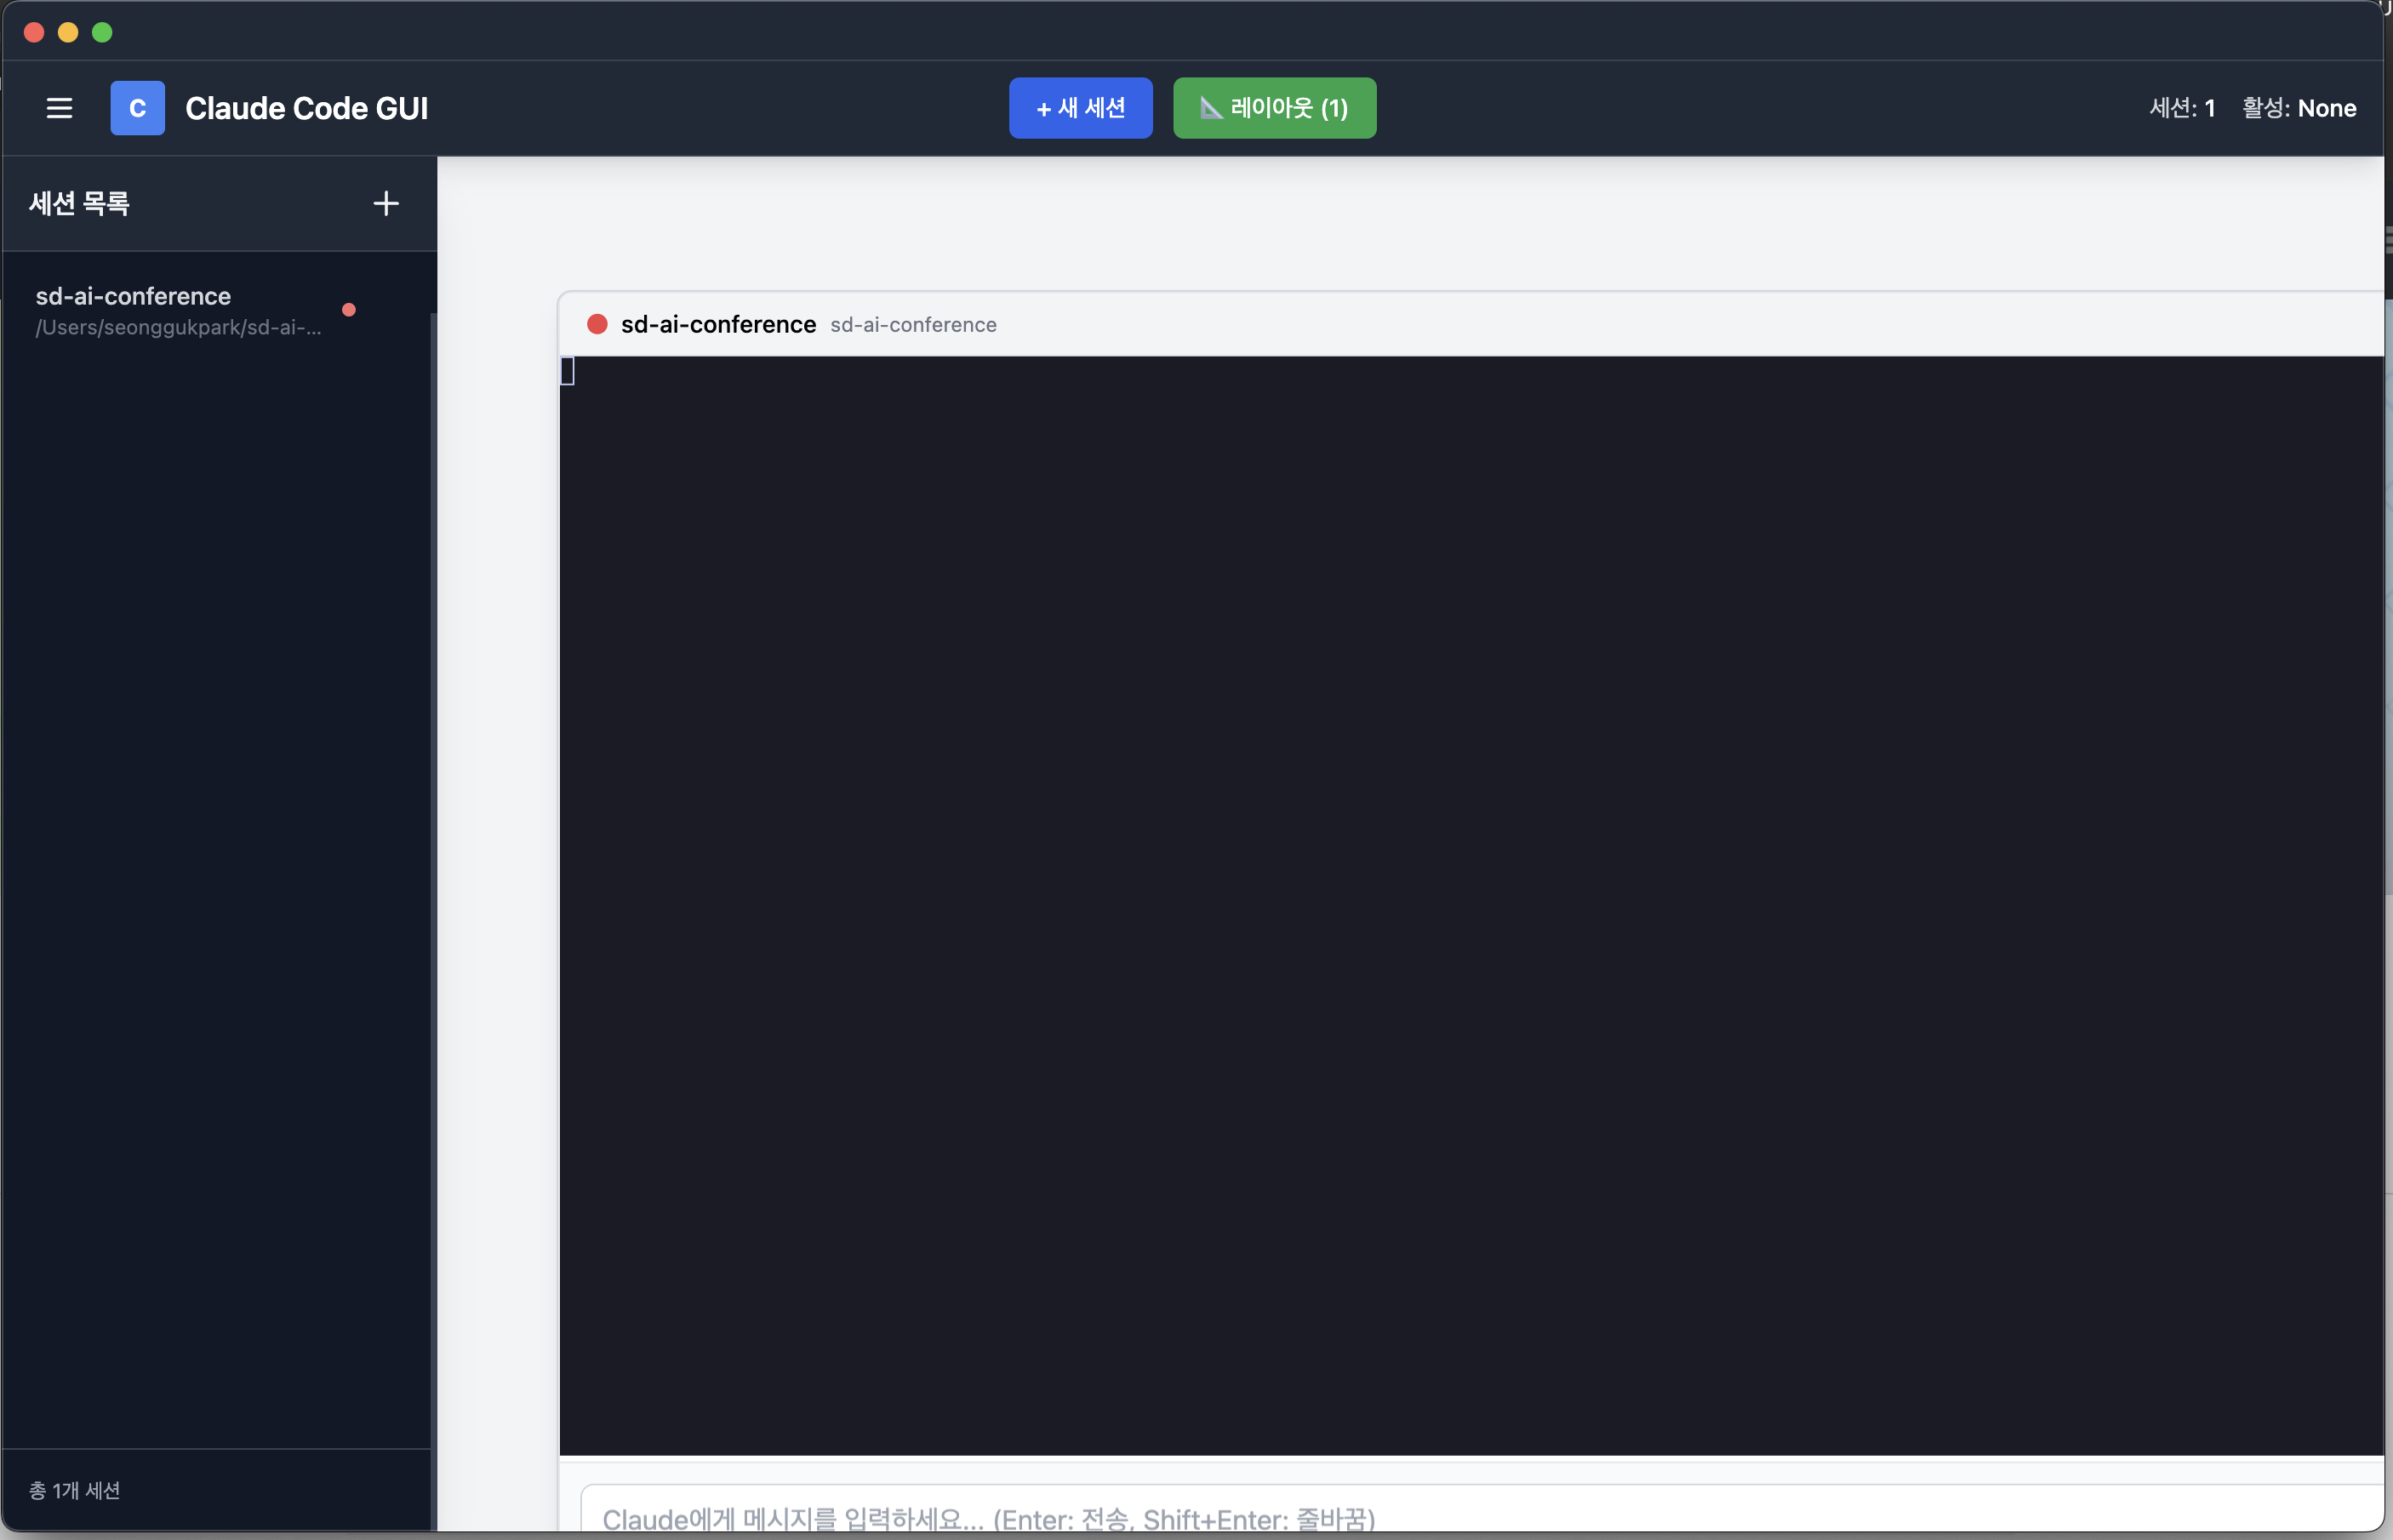 C
Claude Code GUI
+ 새 세션
📐 레이아웃 (1)
세션: 1
활성: None
세션 목록
+
sd-ai-conference
/Users/seonggukpark/sd-ai-...
sd-ai-conference sd-ai-conference
Claude에게 메시지를 입력하세요... (Enter: 전송, Shift+Enter: 줄바꿈)
총 1개 세션